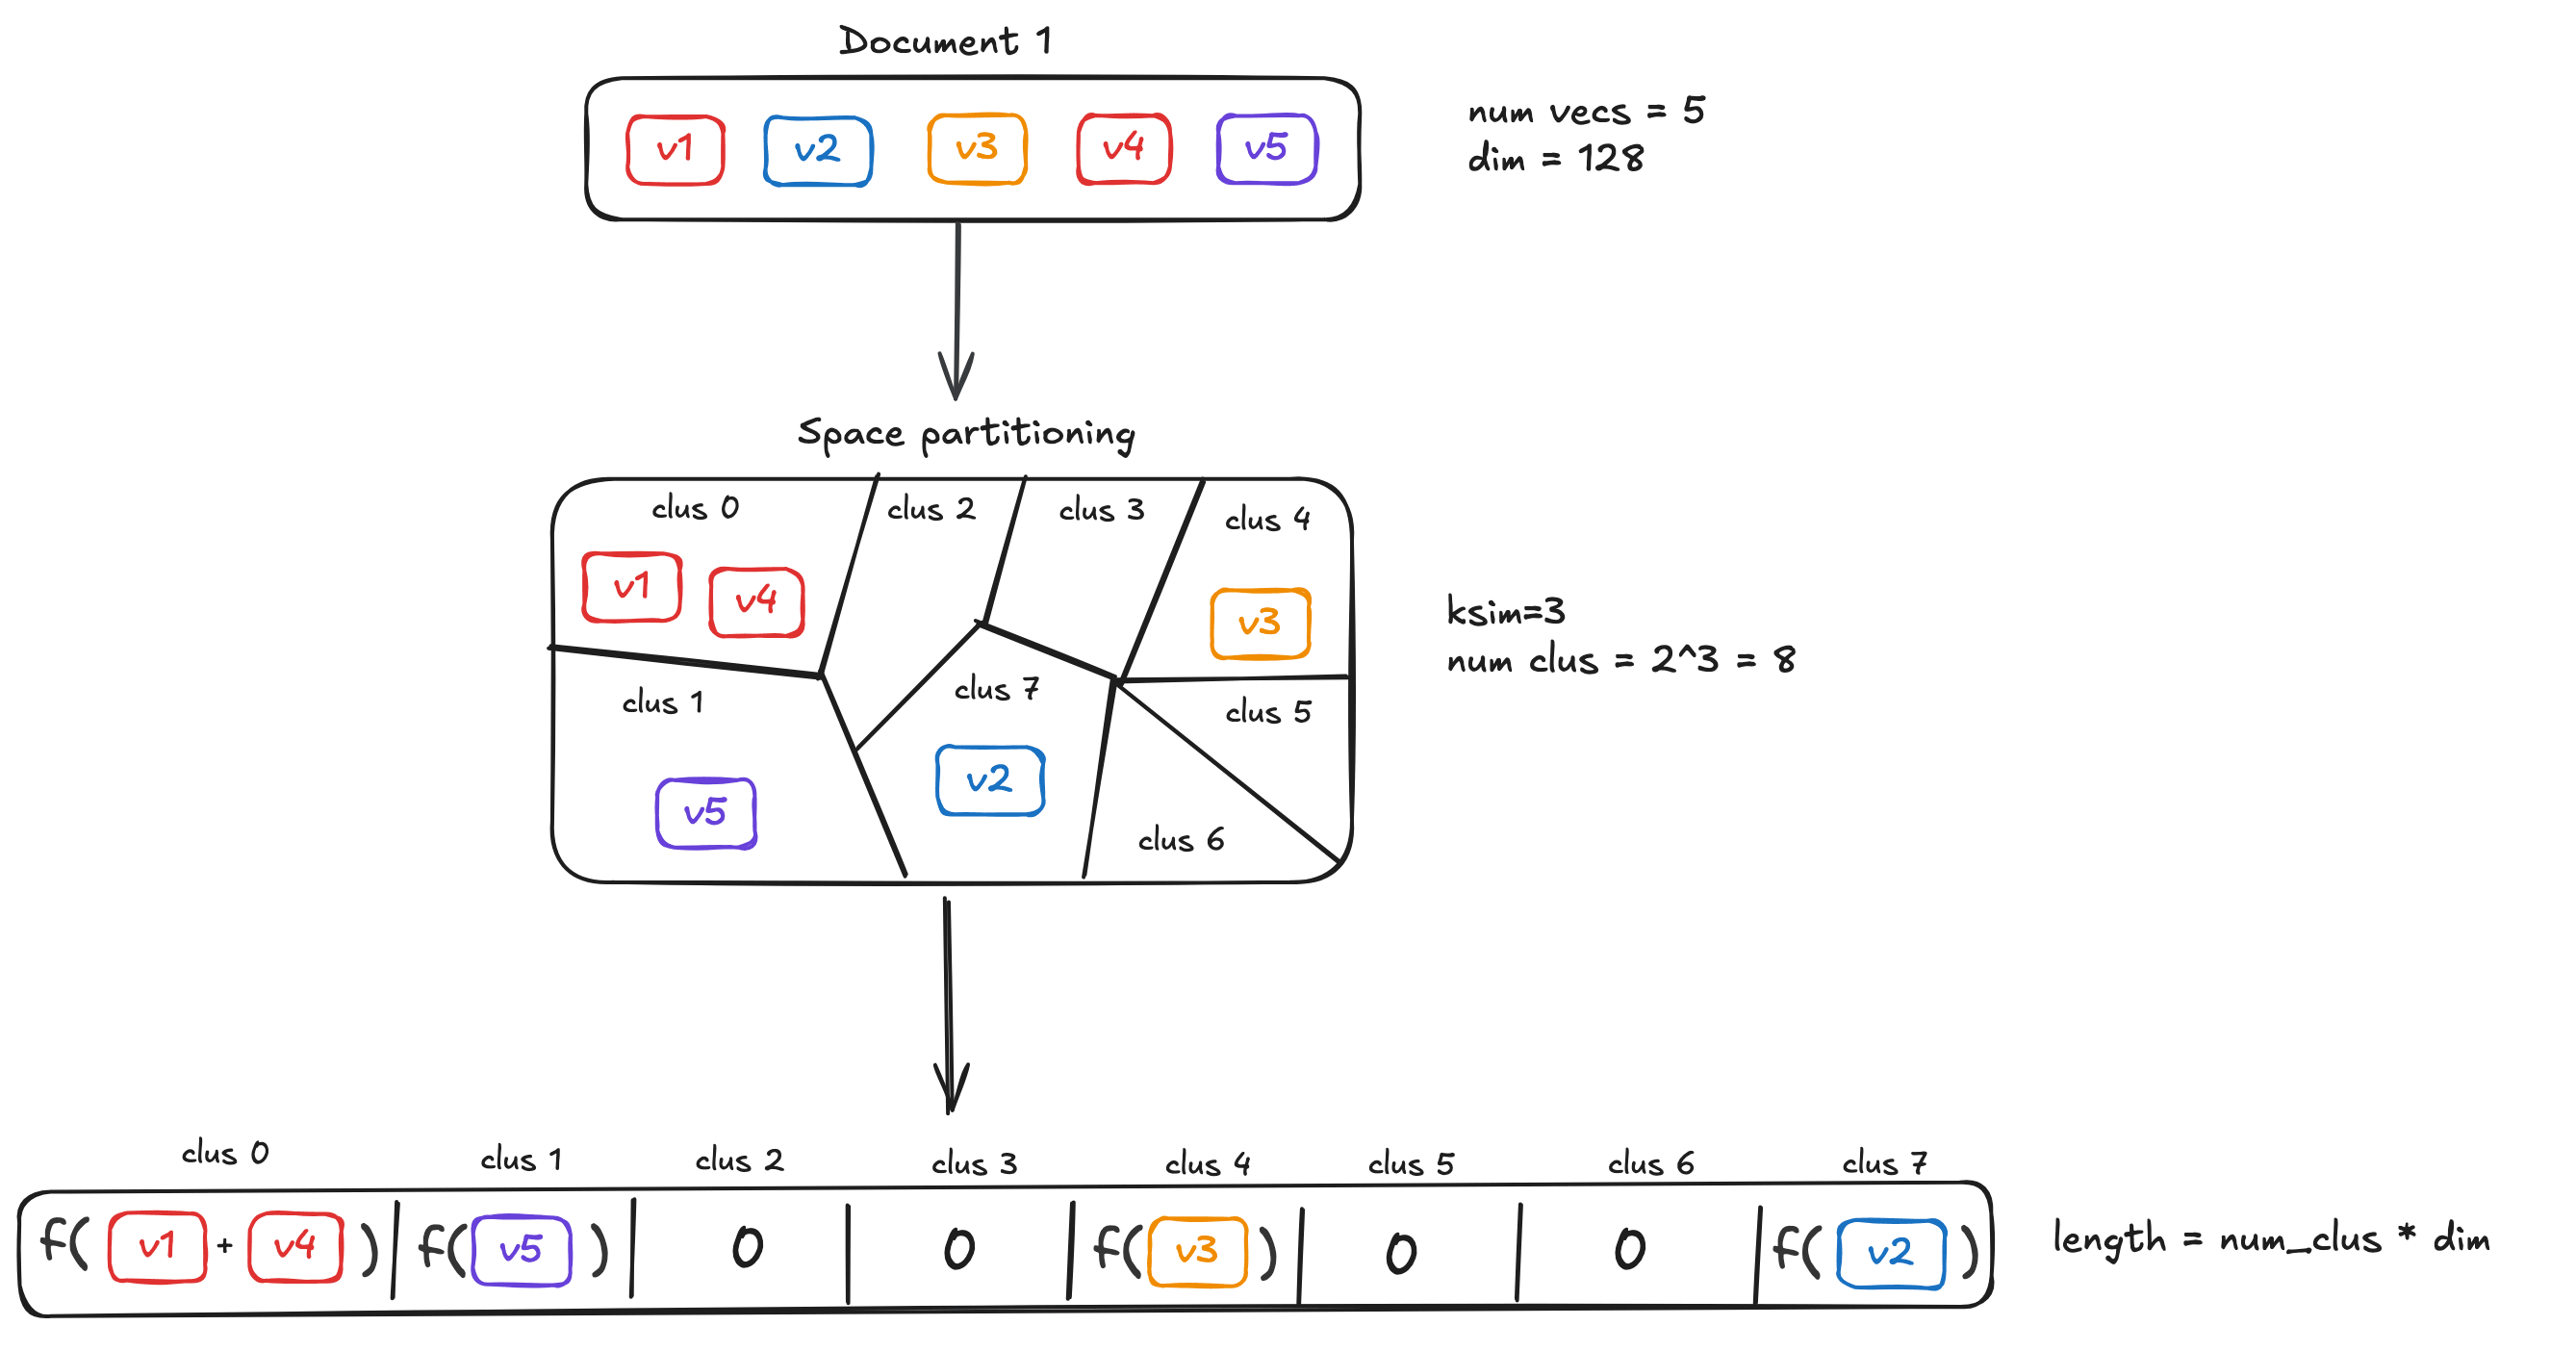 Document 1
v1 v2 v3 v4 v5
num vecs = 5
dim = 128
Space partitioning
clus 0
clus 2
clus 3
clus 4
v1
v4
v3
ksim=3
num clus = 2^3 = 8
clus 1
clus 7
clus 5
v5
v2
clus 6
clus 0 clus 1 clus 2 clus 3 clus 4 clus 5 clus 6 clus 7
f( v1 + v4 ) f( v5 ) 0 0 f( v3 ) 0 0 f( v2 )
length = num_clus * dim